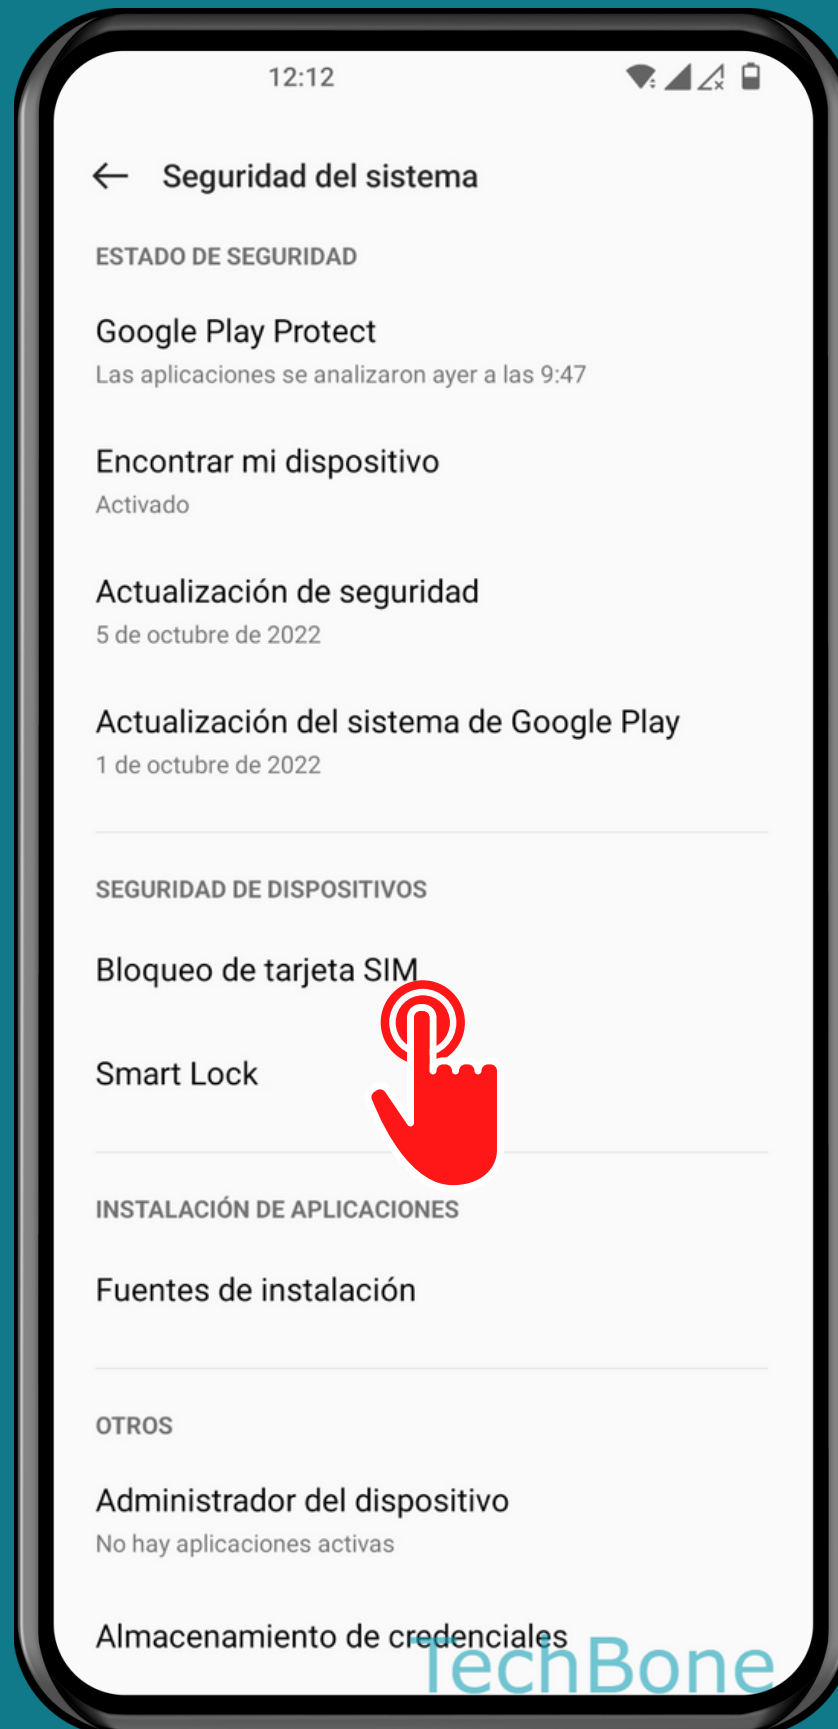 12:12
Seguridad del sistema
ESTADO DE SEGURIDAD
Google Play Protect
Las aplicaciones se analizaron ayer a las 9:47
Encontrar mi dispositivo
Activado
Actualización de seguridad
5 de octubre de 2022
Actualización del sistema de Google Play
1 de octubre de 2022
SEGURIDAD DE DISPOSITIVOS
Bloqueo de tarjeta SIM
Smart Lock
INSTALACIÓN DE APLICACIONES
Fuentes de instalación
OTROS
Administrador del dispositivo
No hay aplicaciones activas
Almacenamiento de credenciales
TechBone